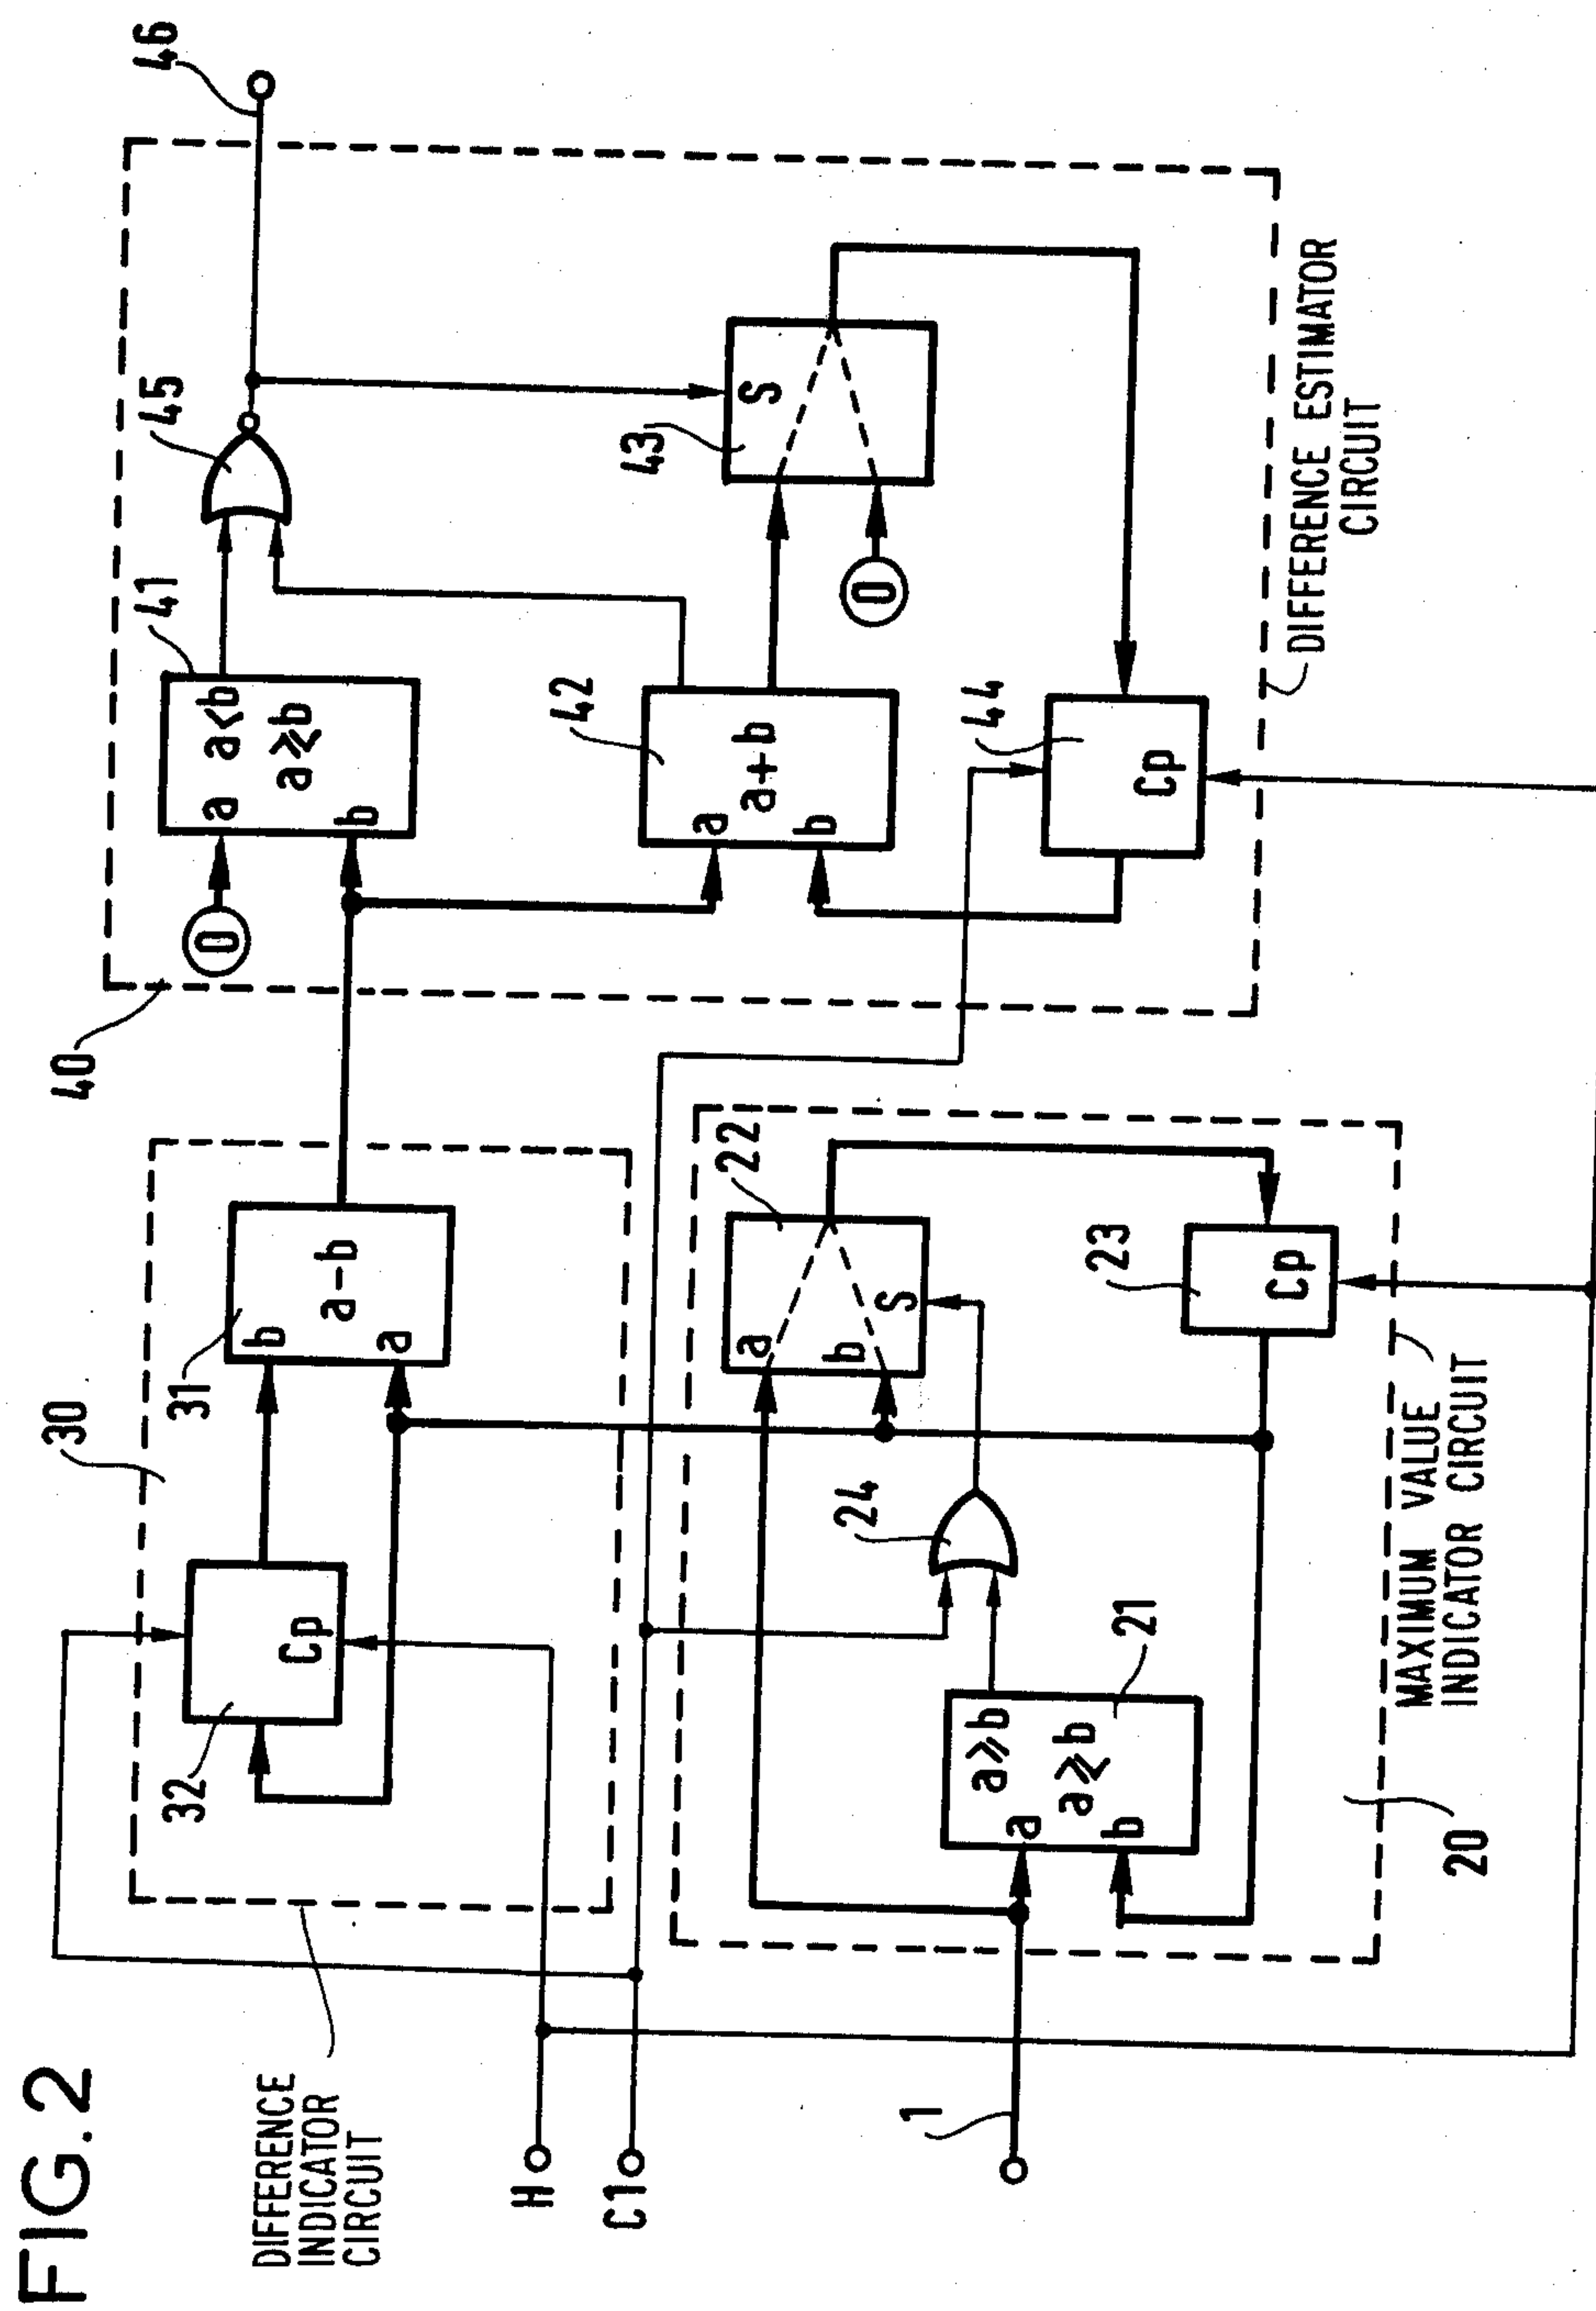 FIG. 2
DIFFERENCE
INDICATOR
CIRCUIT
30
40
46
32
Cp
31
b
a-b
a
0
41
a a<b
a⩾b
b
45
42
a
a+b
b
43
S
0
44
Cp
DIFFERENCE ESTIMATOR
CIRCUIT
H
C1
1
22
a
b
S
24
21
a⩾b
a
a⩾b
b
23
Cp
20
MAXIMUM VALUE
INDICATOR CIRCUIT